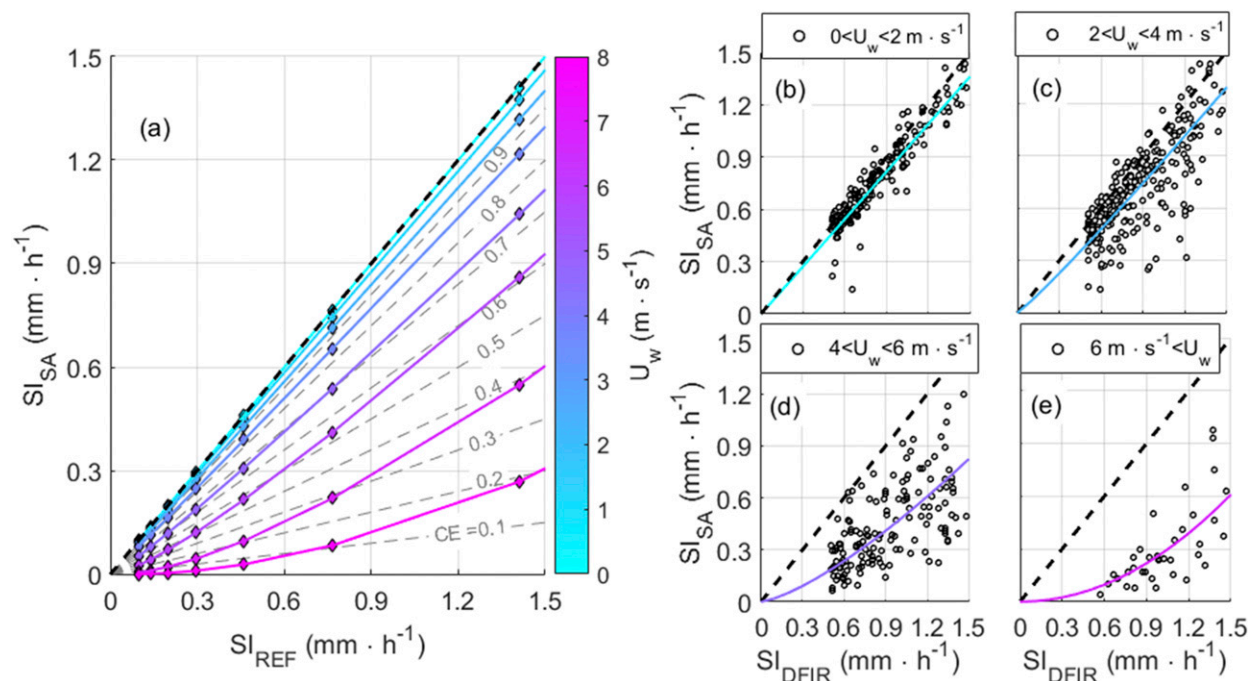 (a)
SI_SA (mm · h⁻¹)
1.5
1.2
0.9
0.6
0.3
0
0.9
0.8
0.7
0.6
0.5
0.4
0.3
0.2
CE =0.1
0 0.3 0.6 0.9 1.2 1.5
SI_REF (mm · h⁻¹)
8
7
6
5
4
3
2
1
0
U_w (m · s⁻¹)
0<U_w<2 m · s⁻¹
(b)
SI_SA (mm · h⁻¹)
1.5
1.2
0.9
0.6
0.3
0
2<U_w<4 m · s⁻¹
(c)
4<U_w<6 m · s⁻¹
(d)
SI_SA (mm · h⁻¹)
1.5
1.2
0.9
0.6
0.3
0
0 0.3 0.6 0.9 1.2 1.5
SI_DFIR (mm · h⁻¹)
6 m · s⁻¹<U_w
(e)
0 0.3 0.6 0.9 1.2 1.5
SI_DFIR (mm · h⁻¹)